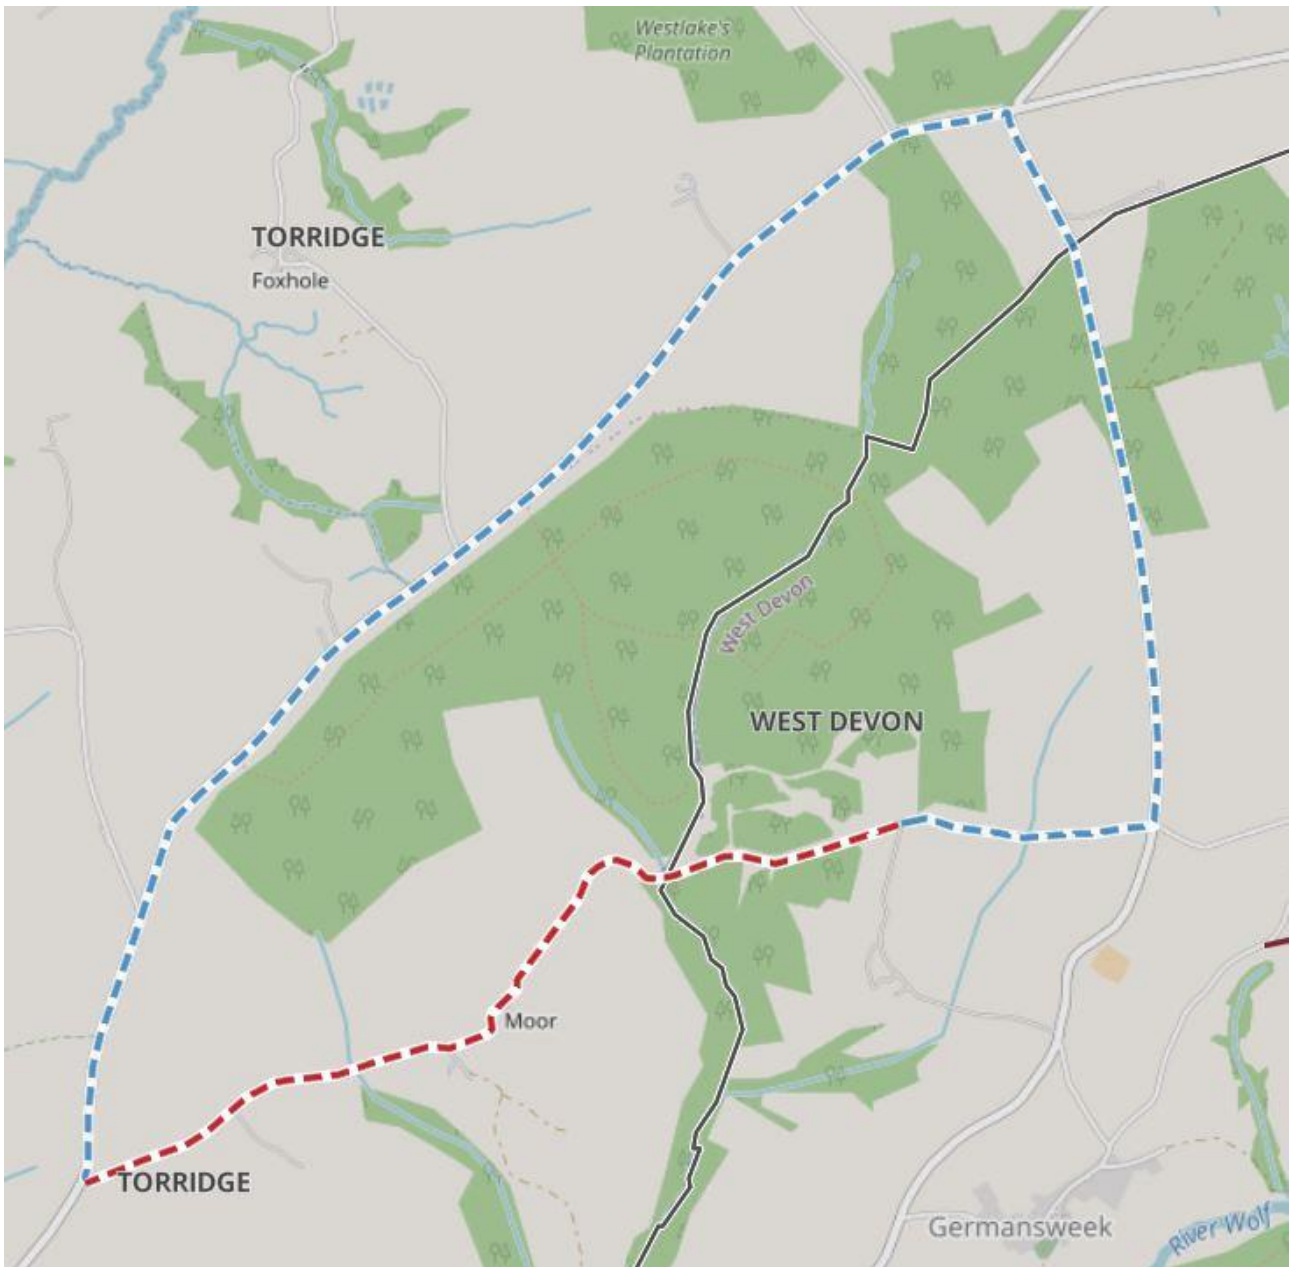 Westlake's
Plantation
TORRIDGE
Foxhole
West Devon
WEST DEVON
Moor
TORRIDGE
Germansweek
River Wolf